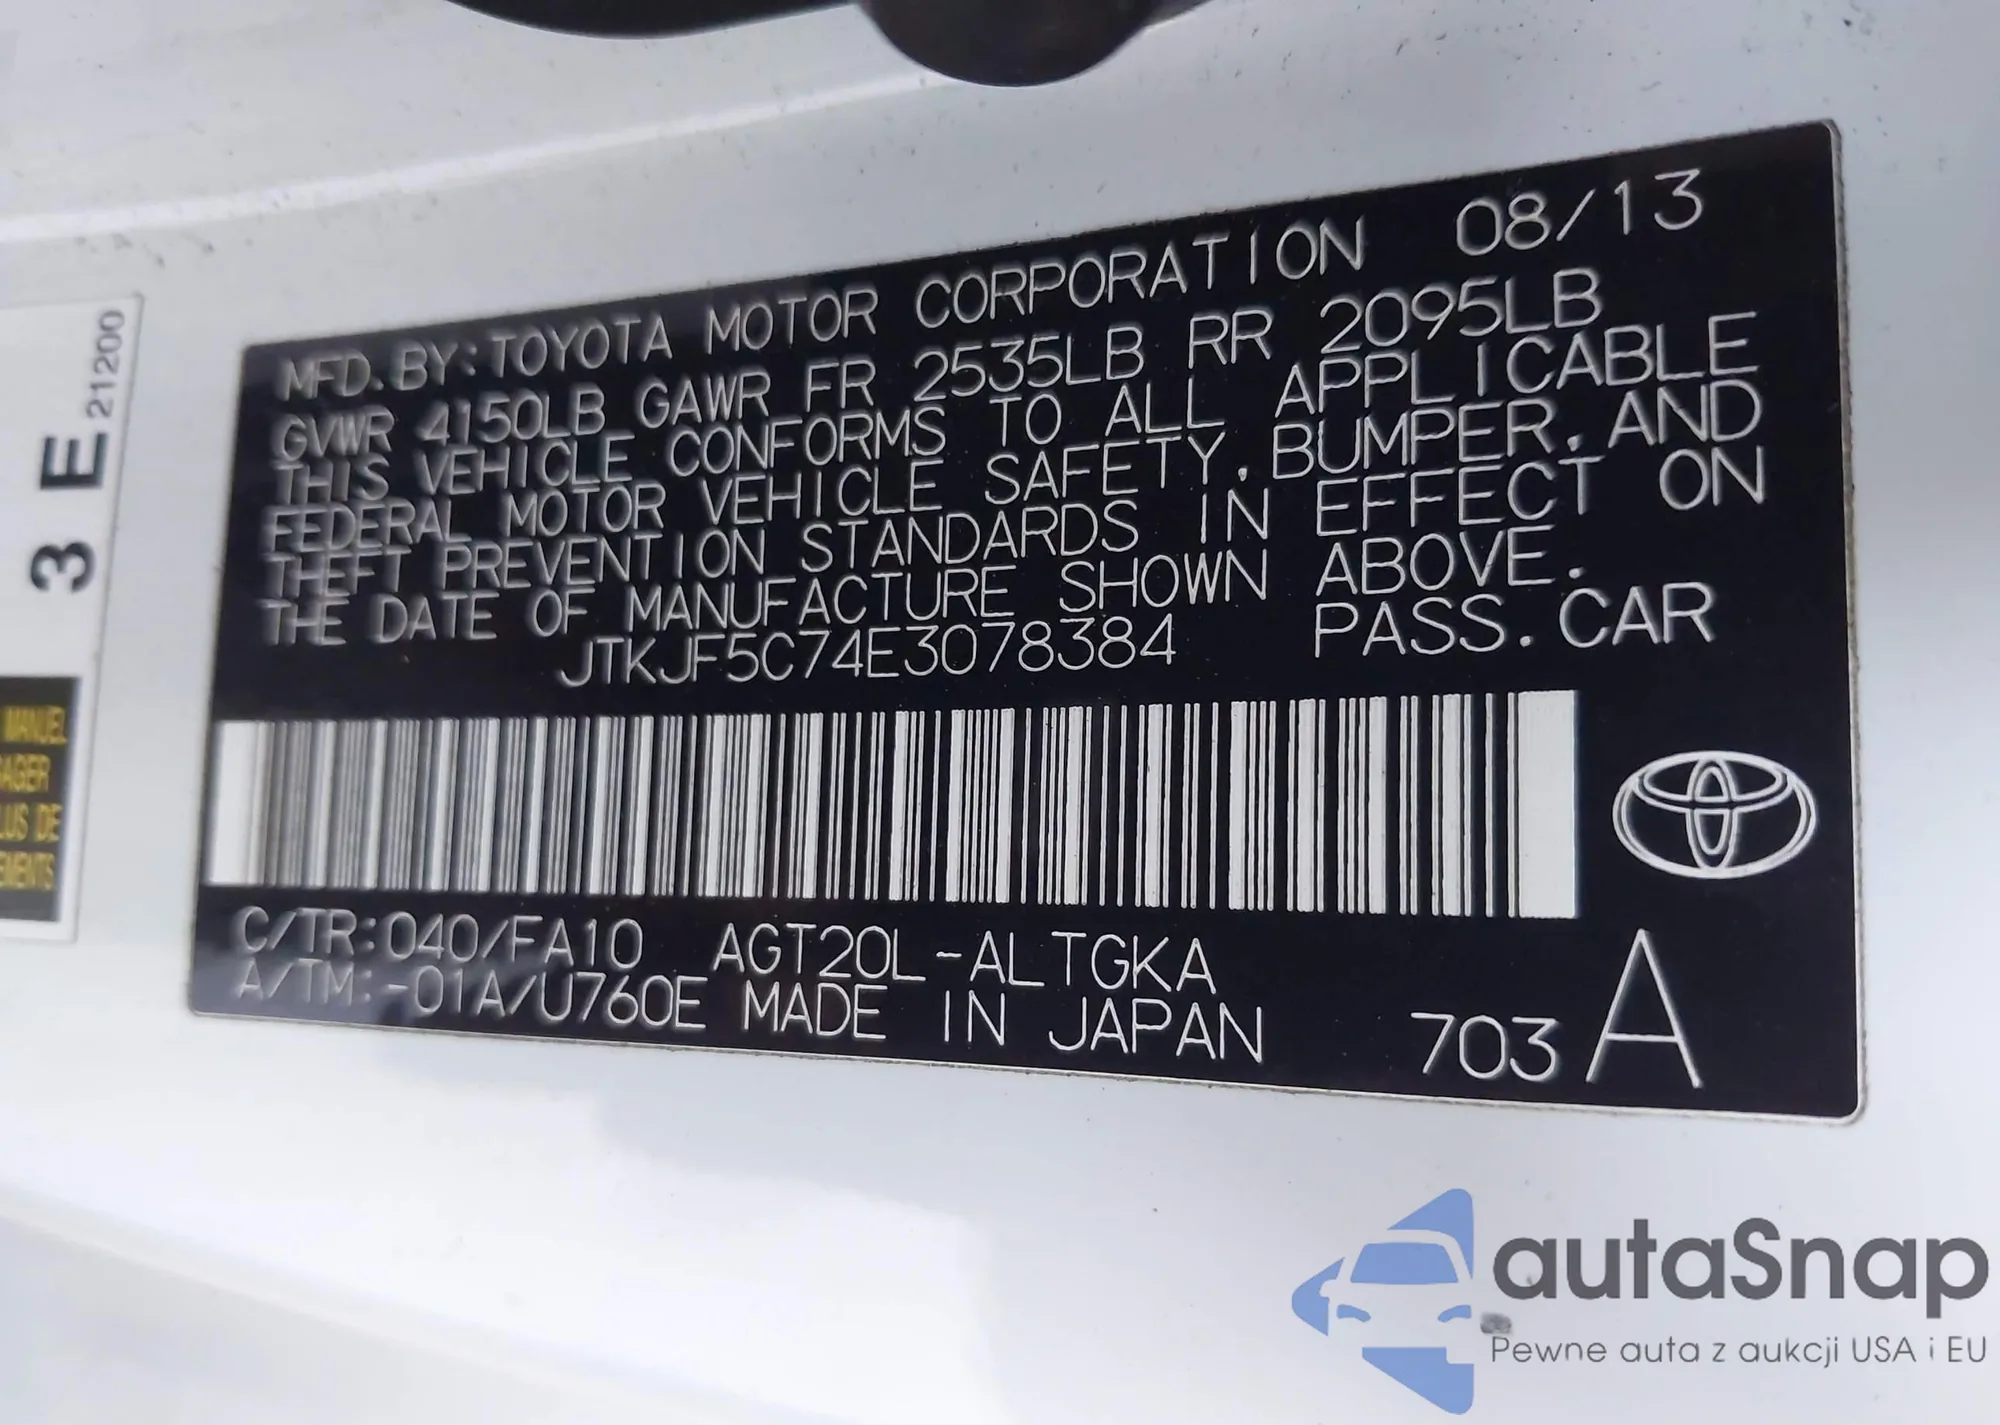 MFD. BY: TOYOTA MOTOR CORPORATION 08/13
GVWR 4150LB GAWR FR 2535LB RR 2095LB
THIS VEHICLE CONFORMS TO ALL APPLICABLE
FEDERAL MOTOR VEHICLE SAFETY, BUMPER, AND
THEFT PREVENTION STANDARDS IN EFFECT ON
THE DATE OF MANUFACTURE SHOWN ABOVE.
JTKJF5C74E3078384 PASS. CAR
C/TR:040/FA10 AGT20L-ALTGKA
A/TM:-01A/U760E MADE IN JAPAN 703 A
3 E 21200
MANUEL
LUS DE
autaSnap
Pewne auta z aukcji USA i EU